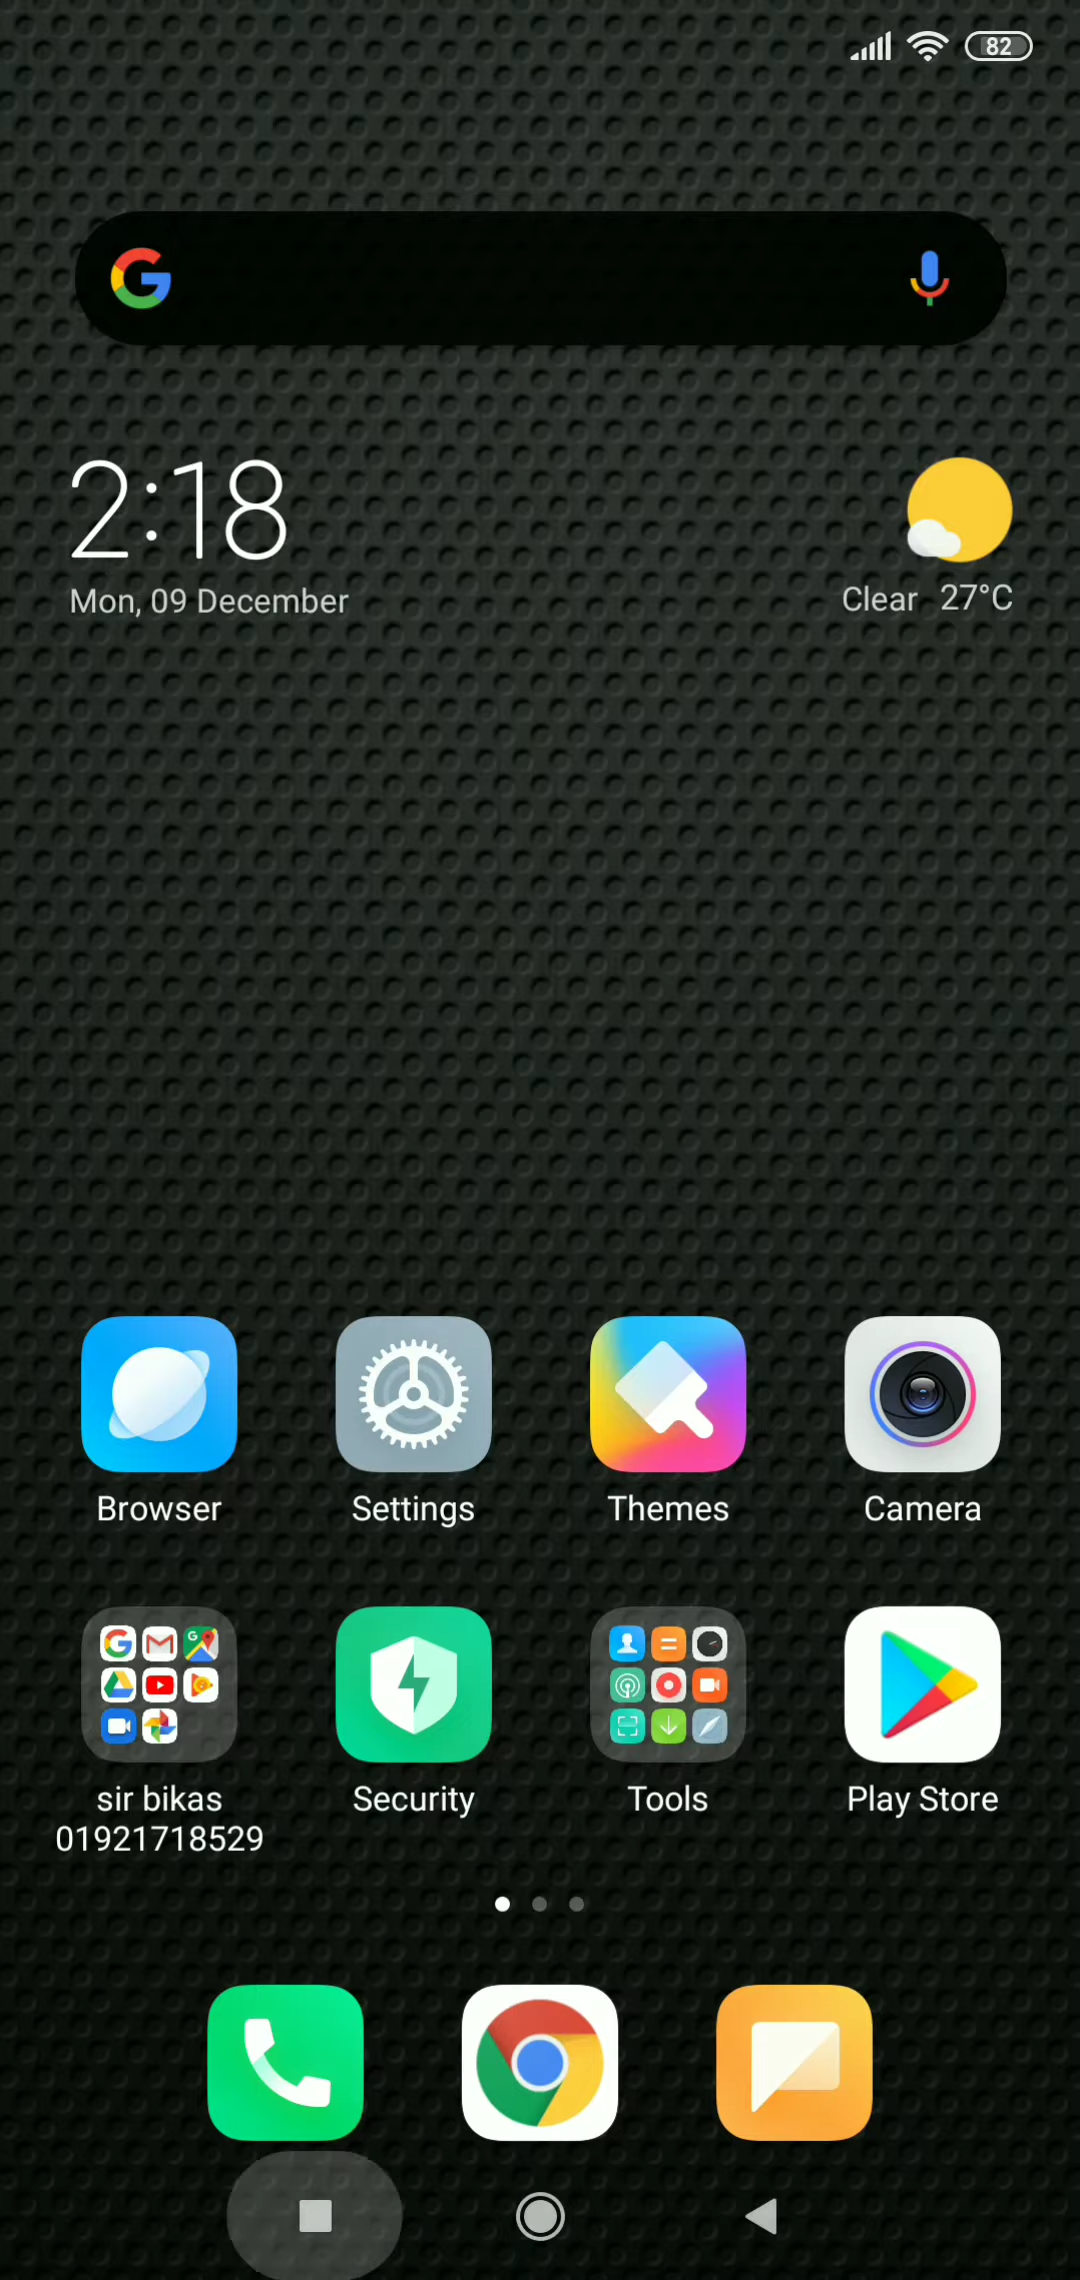 82
2:18
Mon, 09 December
Clear 27°C
Browser
Settings
Themes
Camera
sir bikas
01921718529
Security
Tools
Play Store